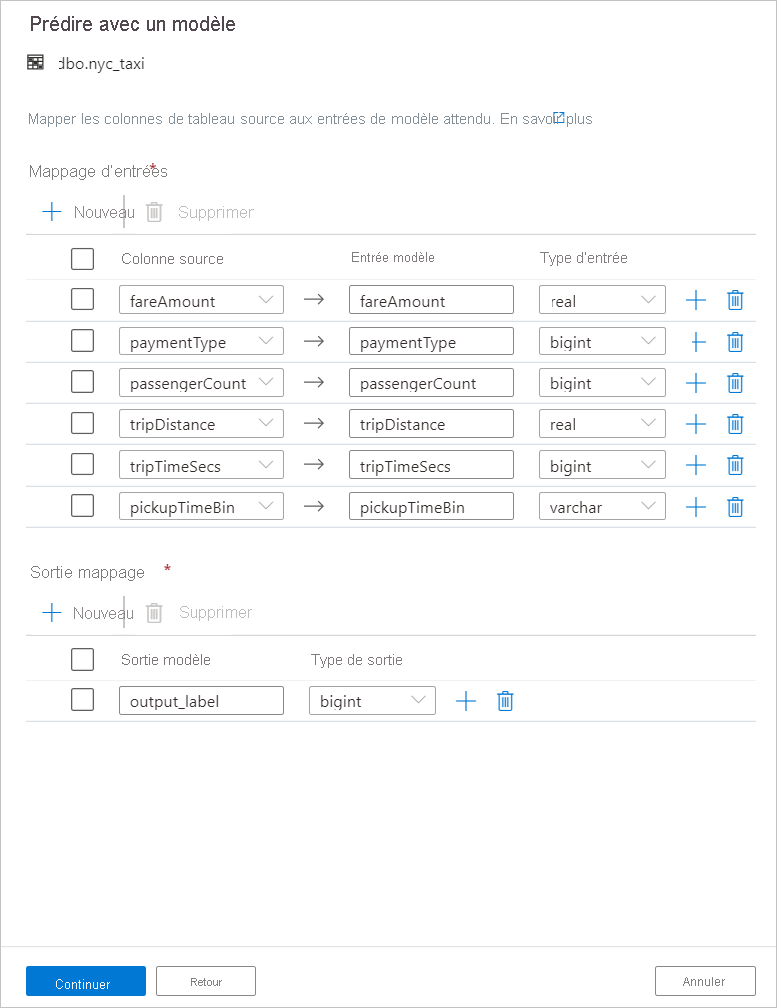 Prédire avec un modèle
dbo.nyc_taxi
Mapper les colonnes de tableau source aux entrées de modèle attendu. En savoir plus
Mappage d'entrées *
Nouveau Supprimer
Colonne source Entrée modèle Type d'entrée
fareAmount fareAmount real
paymentType paymentType bigint
passengerCount passengerCount bigint
tripDistance tripDistance real
tripTimeSecs tripTimeSecs bigint
pickupTimeBin pickupTimeBin varchar
Sortie mappage *
Nouveau Supprimer
Sortie modèle Type de sortie
output_label bigint
Continuer Retour Annuler